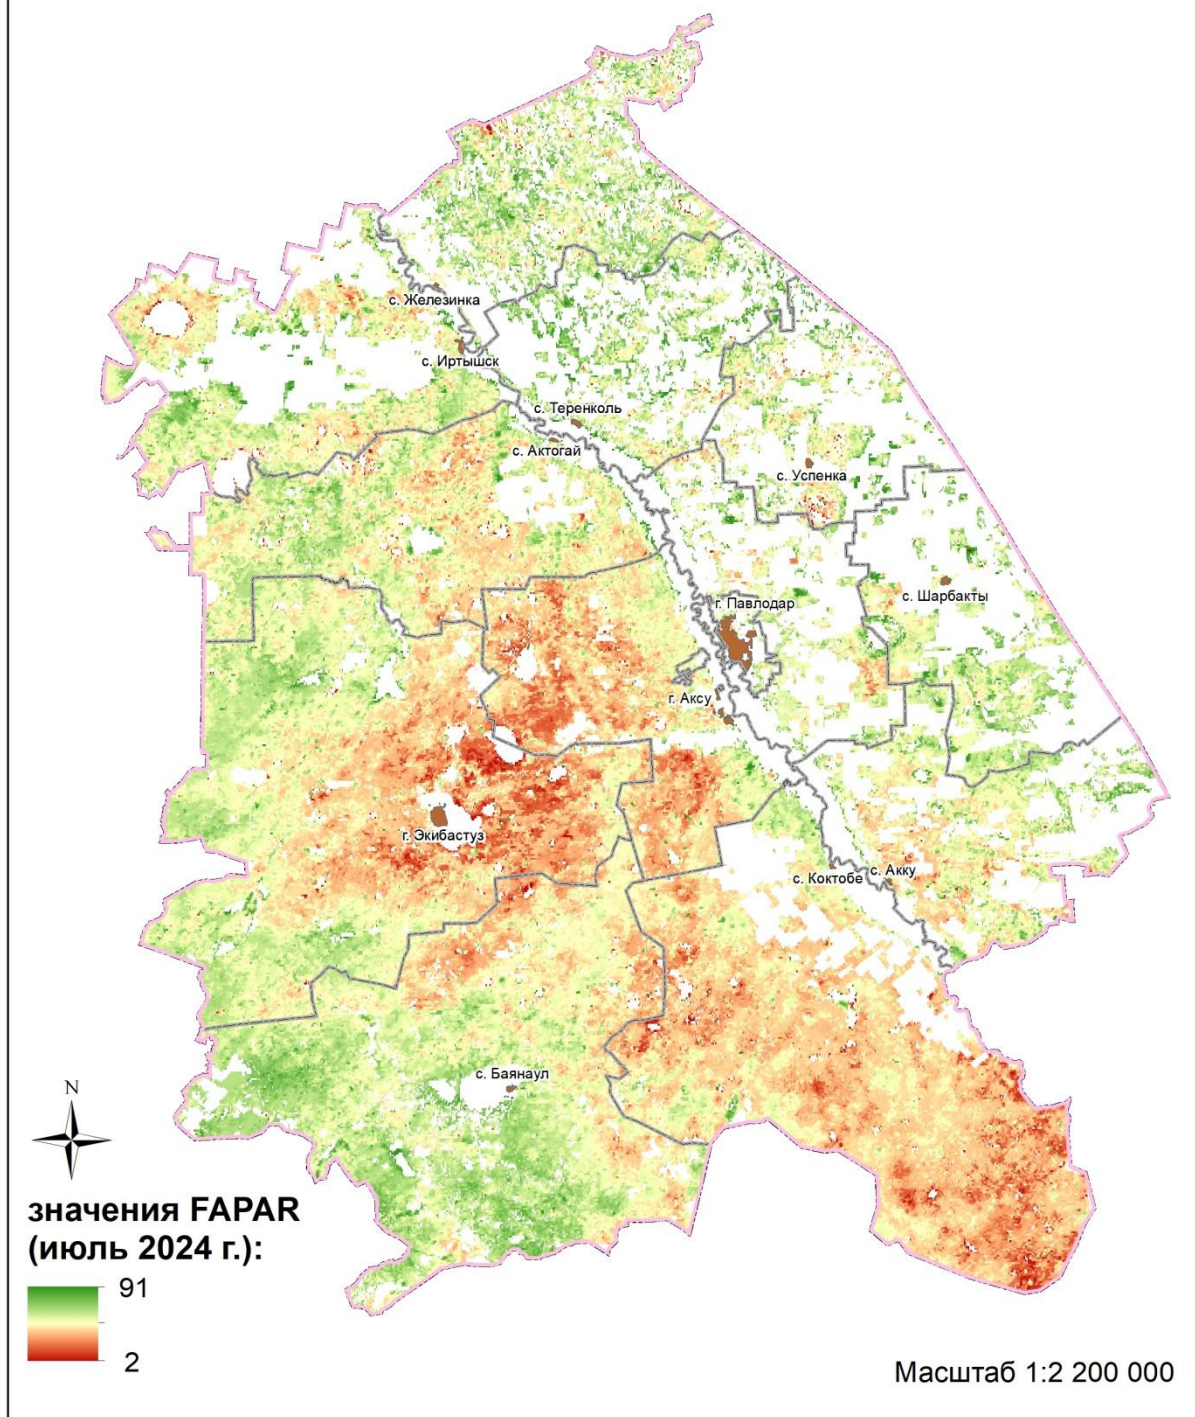 с. Железинка
с. Иртышск
с. Теренколь
с. Актогай
с. Успенка
с. Шарбакты
г. Павлодар
г. Аксу
г. Экибастуз
с. Коктобе
с. Акку
с. Баянаул
N
значения FAPAR
(июль 2024 г.):
91
2
Масштаб 1:2 200 000